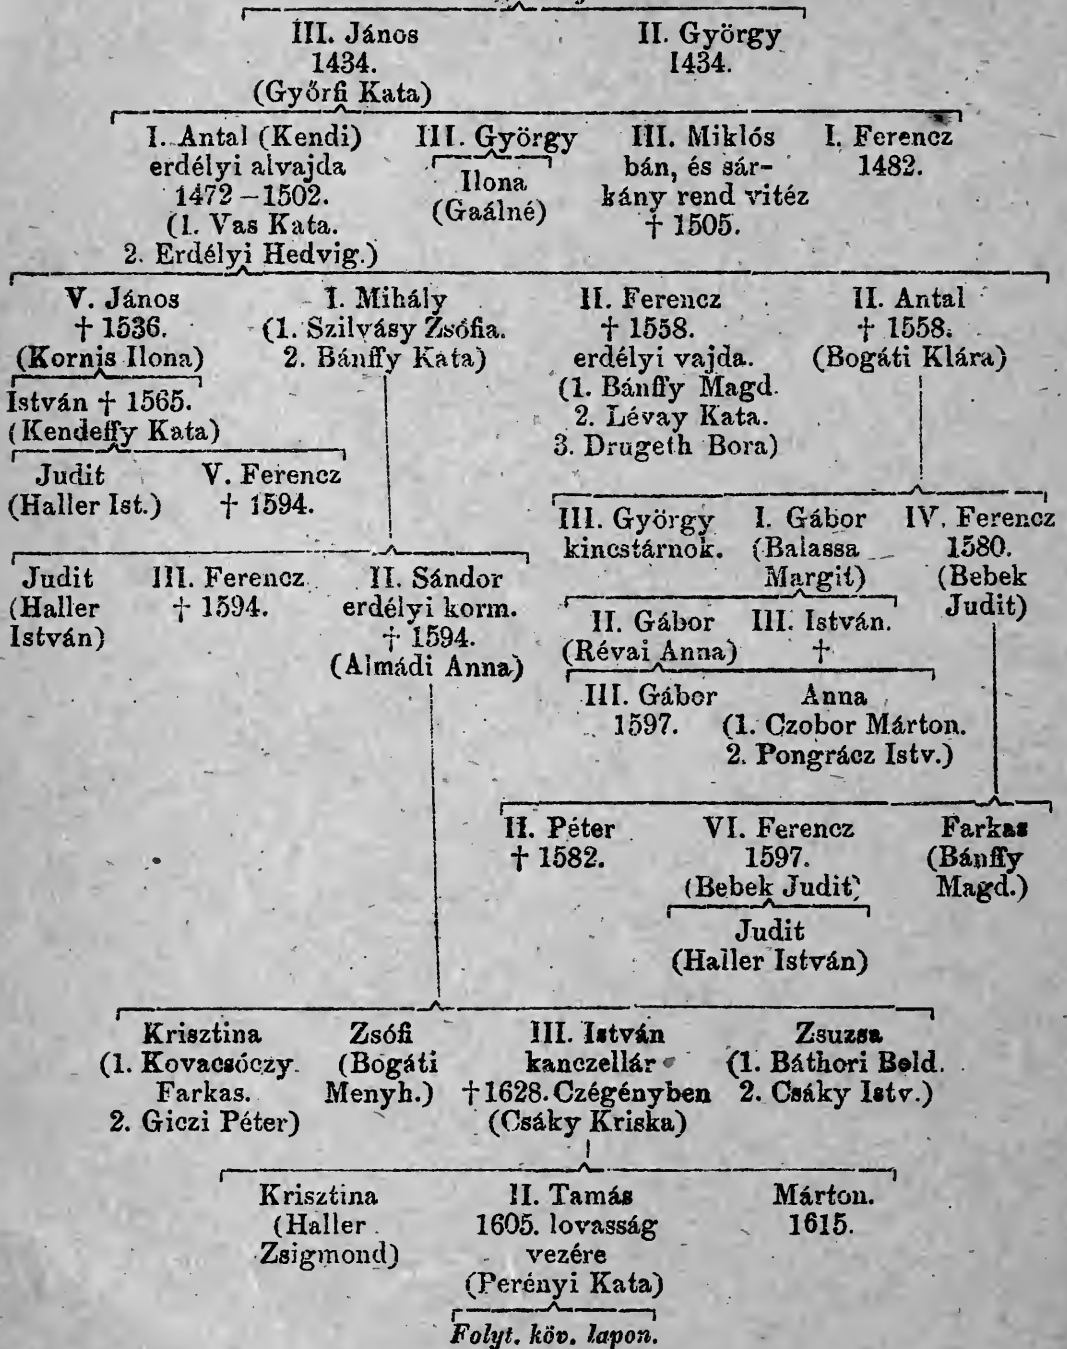 III. János II. György
1434. 1434.
(Győrfi Kata)
I. Antal (Kendi) III. György III. Miklós I. Ferencz
erdélyi alvajda Ilona bán, és sár- 1482.
1472–1502. (Gaálné) kány rend vitéz
(1. Vas Kata. † 1505.
2. Erdélyi Hedvig.)
V. János I. Mihály II. Ferencz II. Antal
† 1536. (1. Szilvásy Zsófia. † 1558. † 1558.
(Kornis Ilona) 2. Bánffy Kata) erdélyi vajda. (Bogáti Klára)
István † 1565. (1. Bánffy Magd.
(Kendeffy Kata) 2. Lévay Kata.
3. Drugeth Bora)
Judit V. Ferencz
(Haller Ist.) † 1594.
III. György I. Gábor IV. Ferencz
kincstárnok. (Balassa 1580.
Margit) (Bebek
Judit)
Judit III. Ferencz II. Sándor
(Haller † 1594. erdélyi korm.
István) † 1594.
(Almádi Anna)
II. Gábor III. István.
(Révai Anna) †
III. Gábor Anna
1597. (1. Czobor Márton.
2. Pongrácz Istv.)
II. Péter VI. Ferencz Farkas
† 1582. 1597. (Bánffy
(Bebek Judit) Magd.)
Judit
(Haller István)
Krisztina Zsófi III. István Zsuzsa
(1. Kovacsóczy (Bogáti kanczellár (1. Báthori Bold.
Farkas. Menyh.) † 1628. Czégényben 2. Csáky Istv.)
2. Giczi Péter) (Csáky Kriska)
Krisztina II. Tamás Márton.
(Haller 1605. lovasság 1615.
Zsigmond) vezére
(Perényi Kata)
Folyt. köv. lapon.